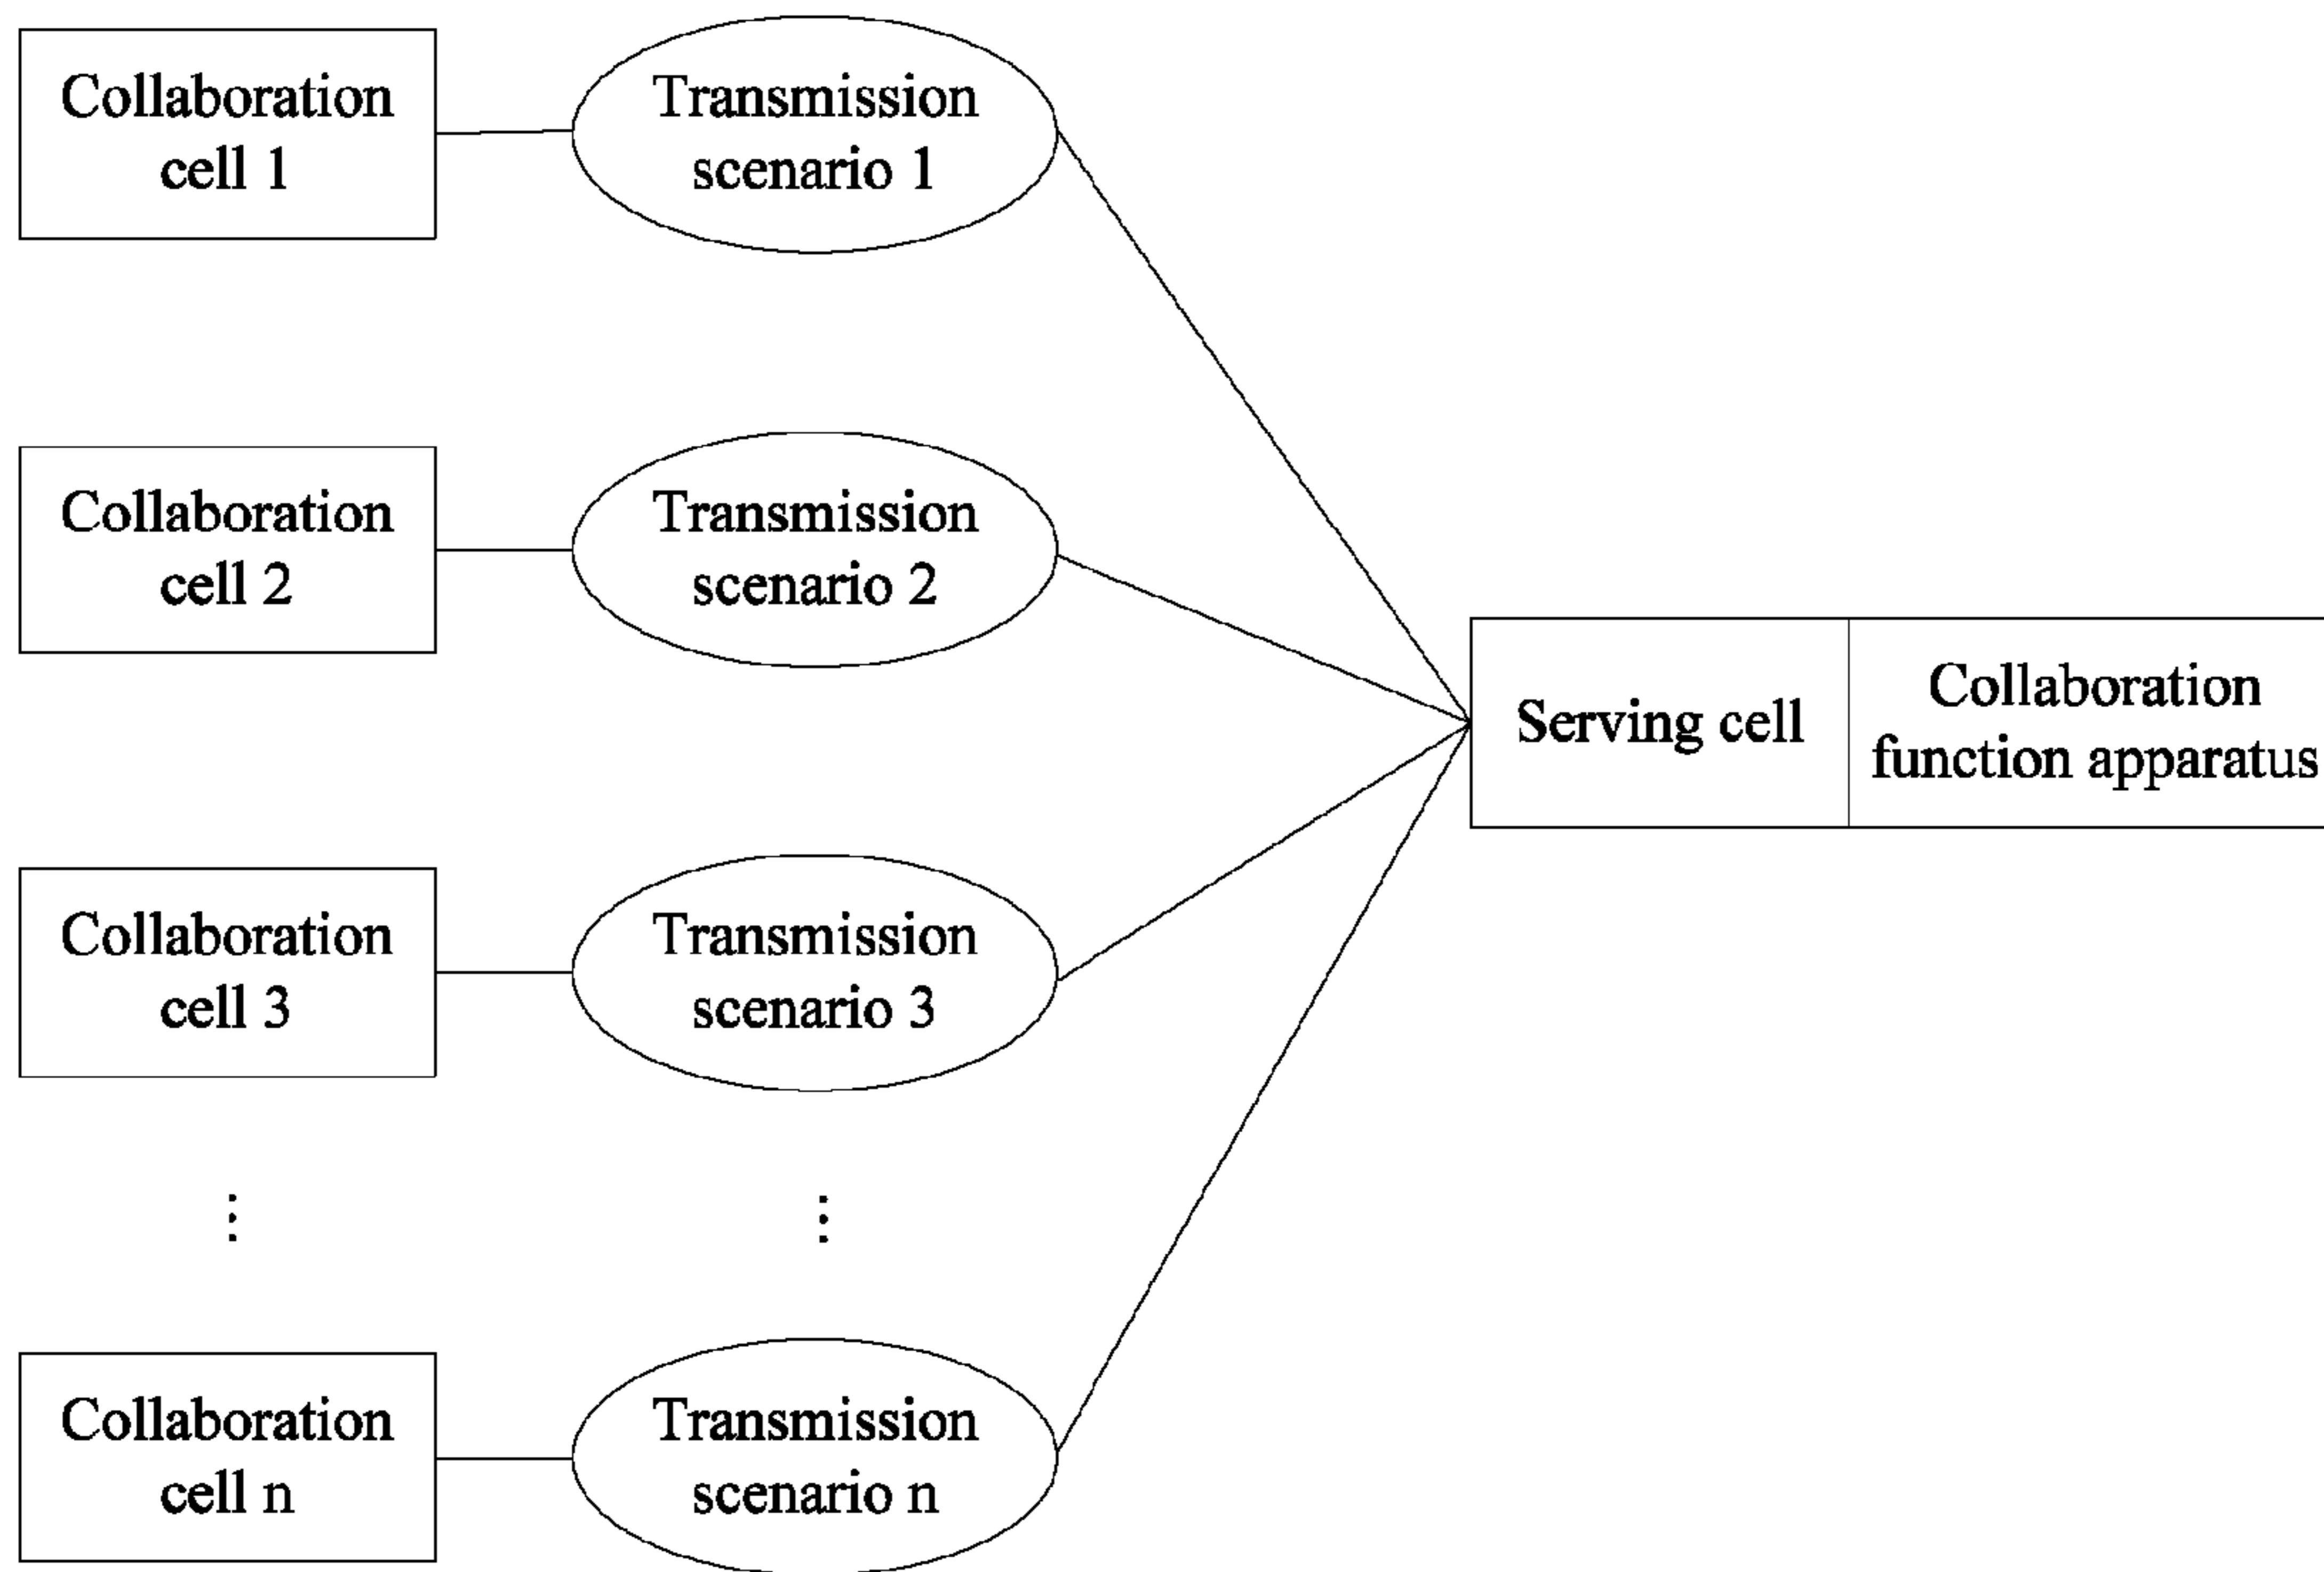 Collaboration
cell 1
Transmission
scenario 1
Collaboration
cell 2
Transmission
scenario 2
Serving cell
Collaboration
function apparatus
Collaboration
cell 3
Transmission
scenario 3
Collaboration
cell n
Transmission
scenario n